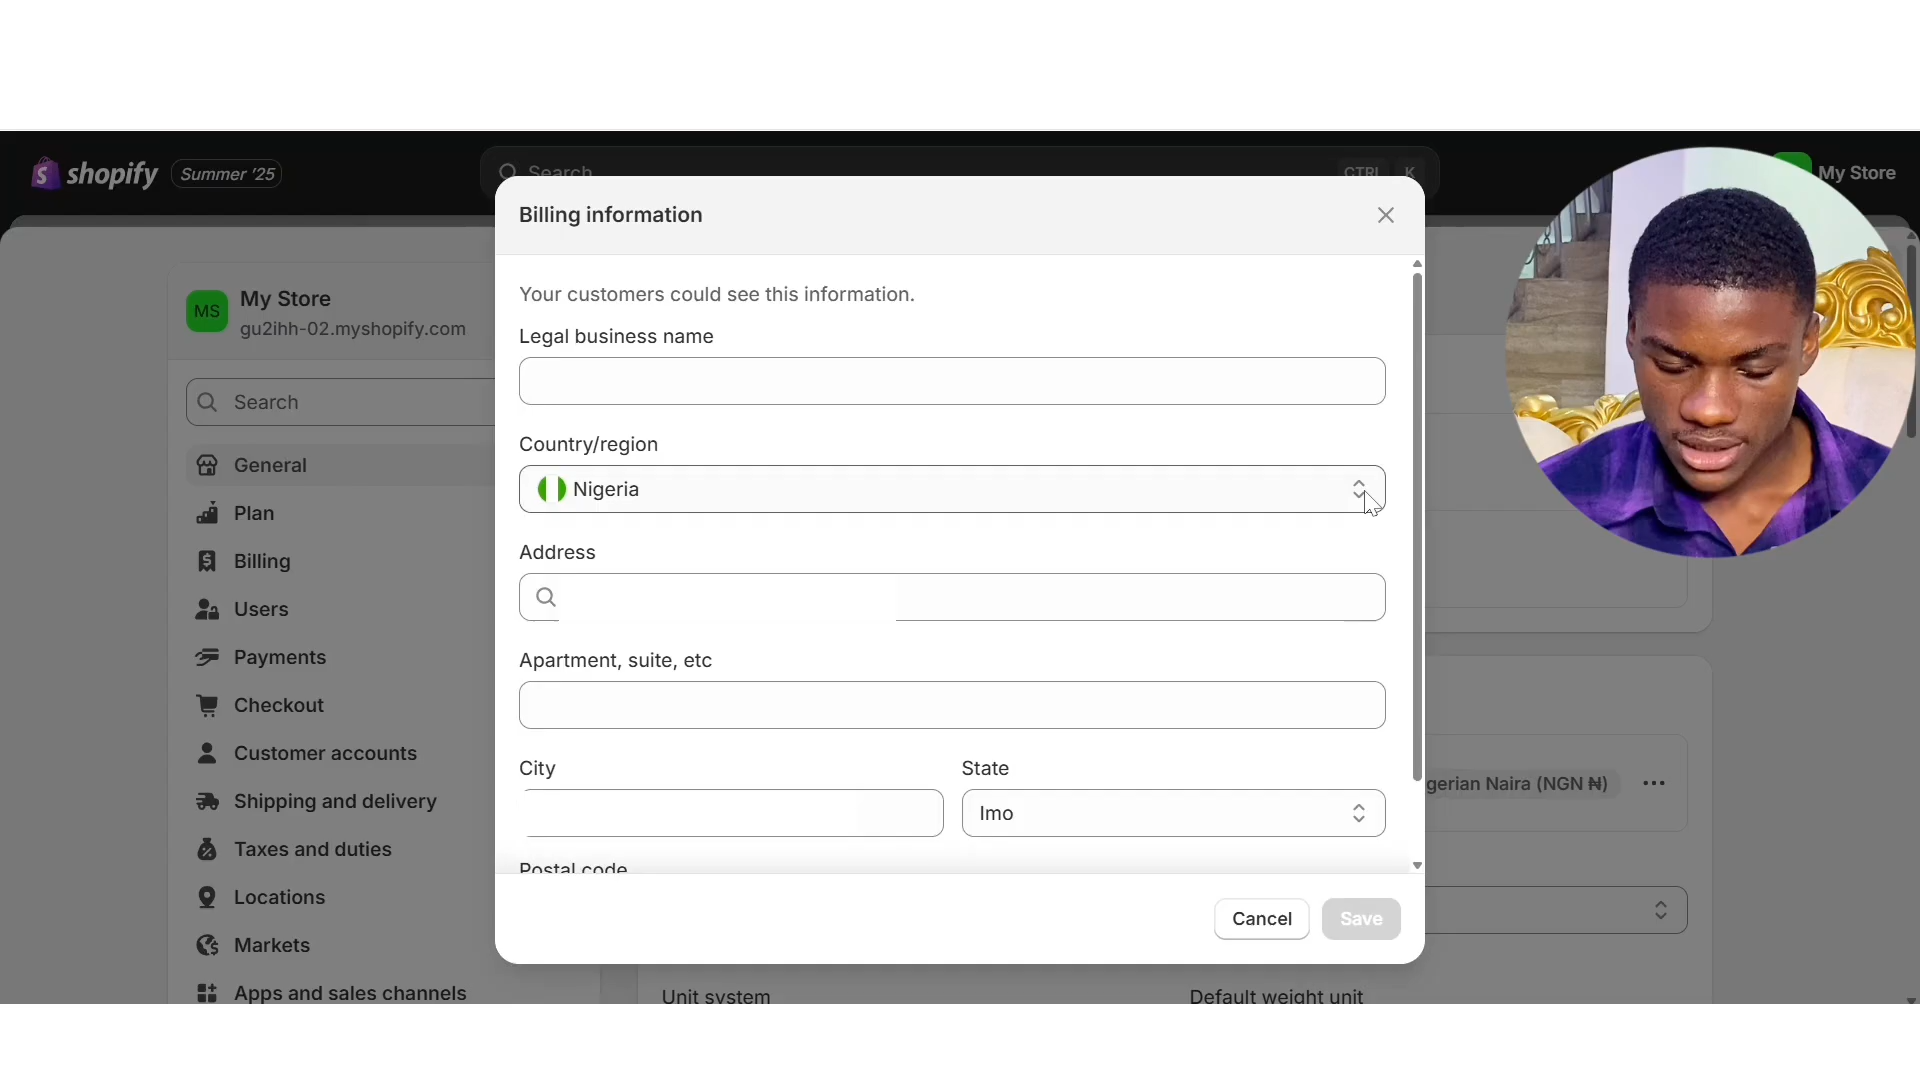 shopify
Summer '25
Search
CTRL K
My Store
Billing information
MS
My Store
gu2ihh-02.myshopify.com
Search
General
Plan
Billing
Users
Payments
Checkout
Customer accounts
Shipping and delivery
Taxes and duties
Locations
Markets
Apps and sales channels
Your customers could see this information.
Legal business name
Country/region
Nigeria
Address
Apartment, suite, etc
City
State
Imo
Postal code
Cancel
Save
gerian Naira (NGN ₦)
Unit system
Default weight unit